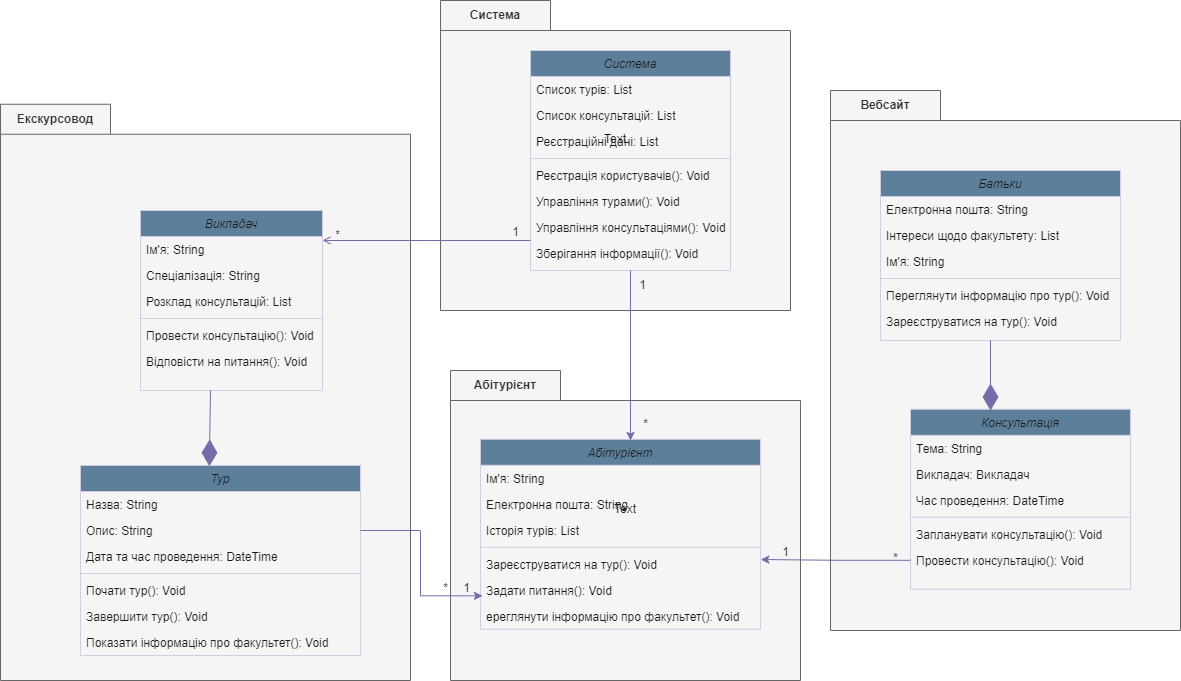 Система
Система
Список турів: List
Список консультацій: List
Реєстраційні дані: List
Text
Реєстрація користувачів(): Void
Управління турами(): Void
Управління консультаціями(): Void
Зберігання інформації(): Void
Екскурсовод
Викладач
Ім'я: String
Спеціалізація: String
Розклад консультацій: List
Провести консультацію(): Void
Відповісти на питання(): Void
*
1
1
*
Тур
Назва: String
Опис: String
Дата та час проведення: DateTime
Почати тур(): Void
Завершити тур(): Void
Показати інформацію про факультет(): Void
*
1
Абітурієнт
Абітурієнт
Ім'я: String
Електронна пошта: String
Text
Історія турів: List
Зареєструватися на тур(): Void
Задати питання(): Void
ереглянути інформацію про факультет(): Void
1
*
Вебсайт
Батьки
Електронна пошта: String
Інтереси щодо факультету: List
Ім'я: String
Переглянути інформацію про тур(): Void
Зареєструватися на тур(): Void
Консультація
Тема: String
Викладач: Викладач
Час проведення: DateTime
Запланувати консультацію(): Void
Провести консультацію(): Void